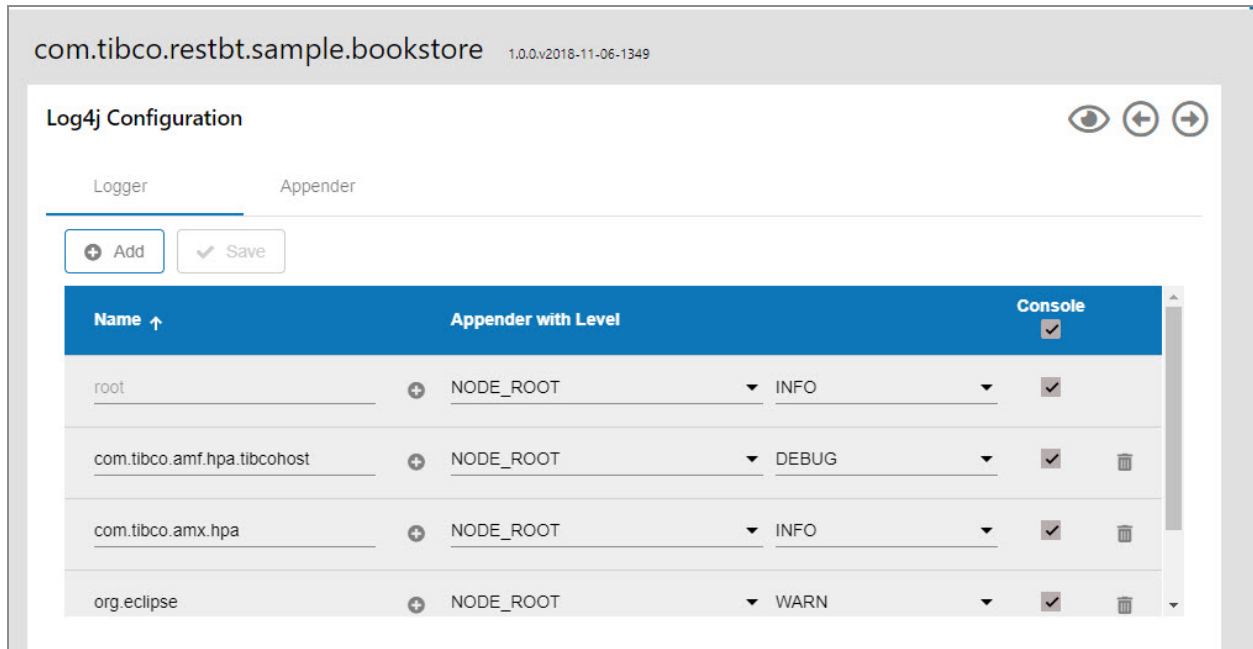 com.tibco.restbt.sample.bookstore 1.0.0.v2018-11-06-1349
Log4j Configuration
Logger Appender
Add Save
Name Appender with Level Console
root NODE_ROOT INFO
com.tibco.amf.hpa.tibcohost NODE_ROOT DEBUG
com.tibco.amx.hpa NODE_ROOT INFO
org.eclipse NODE_ROOT WARN